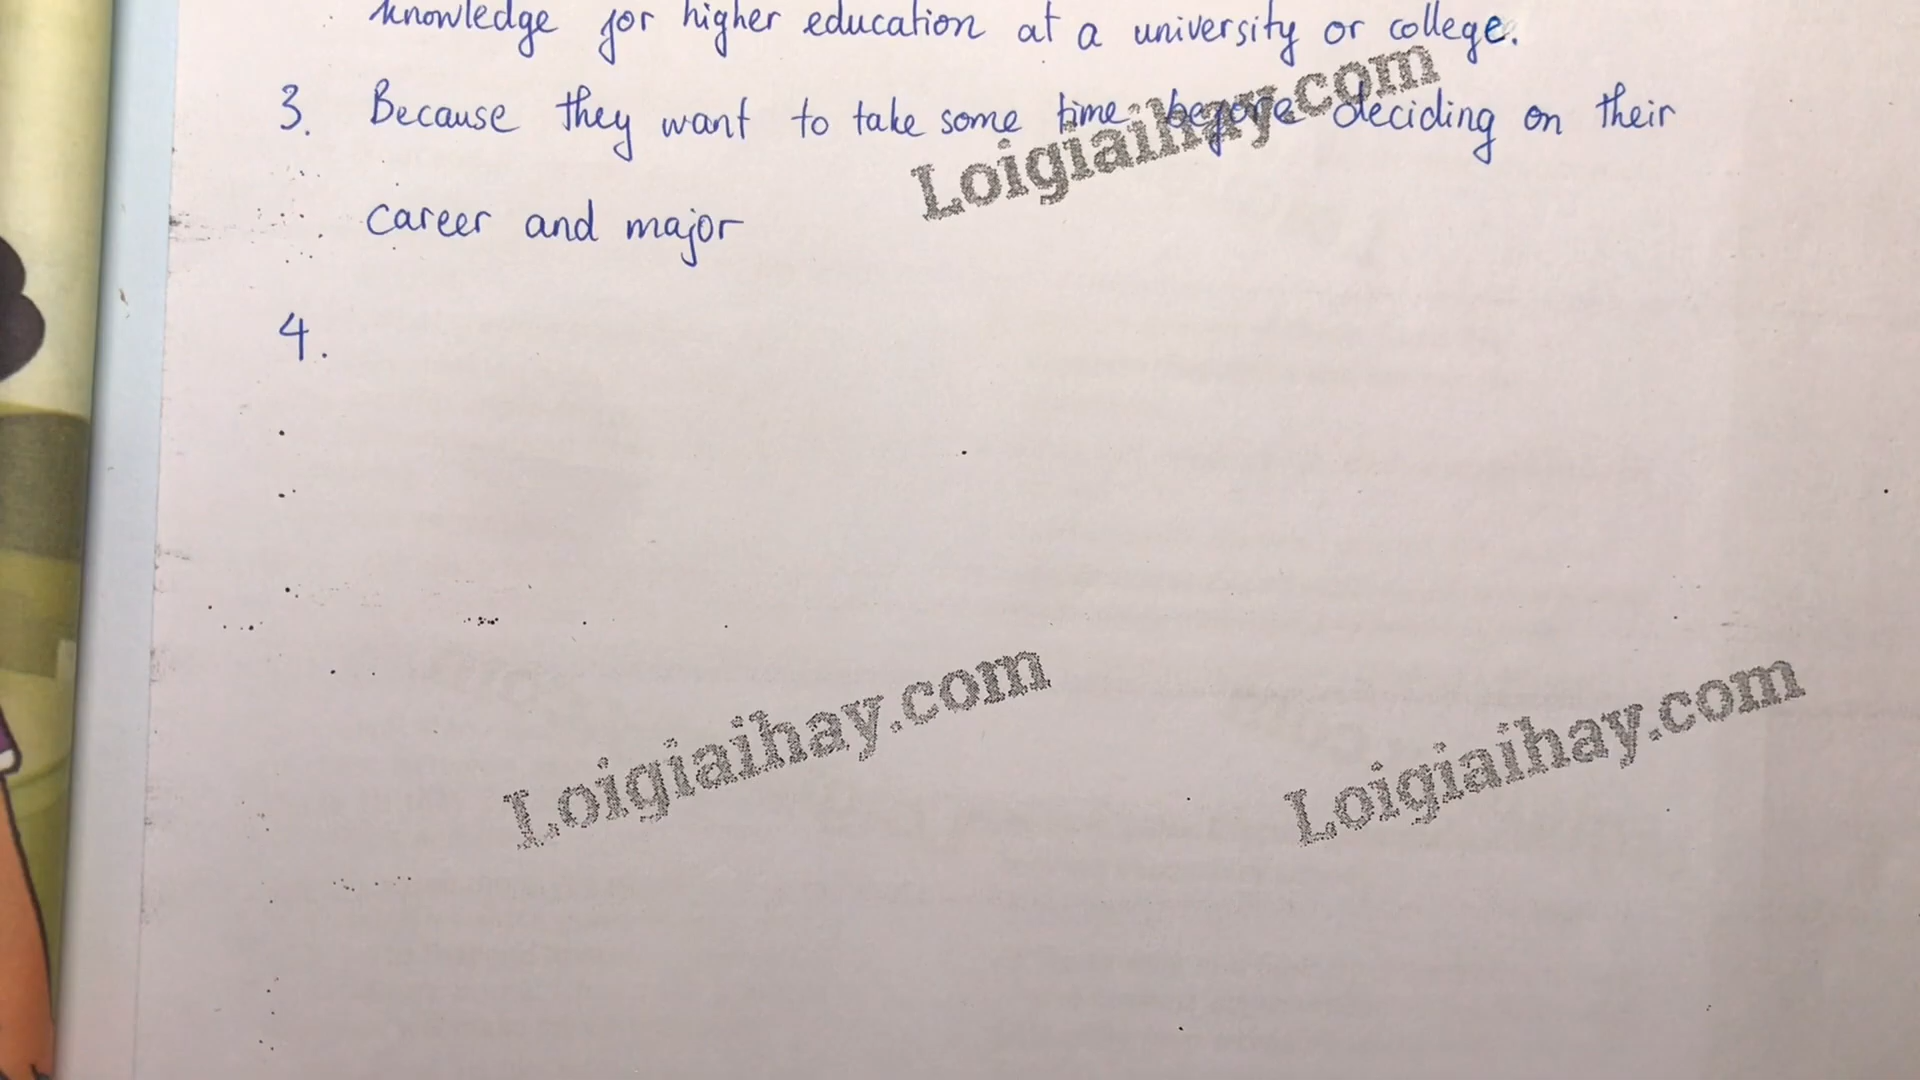 knowledge for higher education at a university or college.
3. Because they want to take some time before deciding on their
career and major
4.
Loigiaihay.com
Loigiaihay.com
Loigiaihay.com